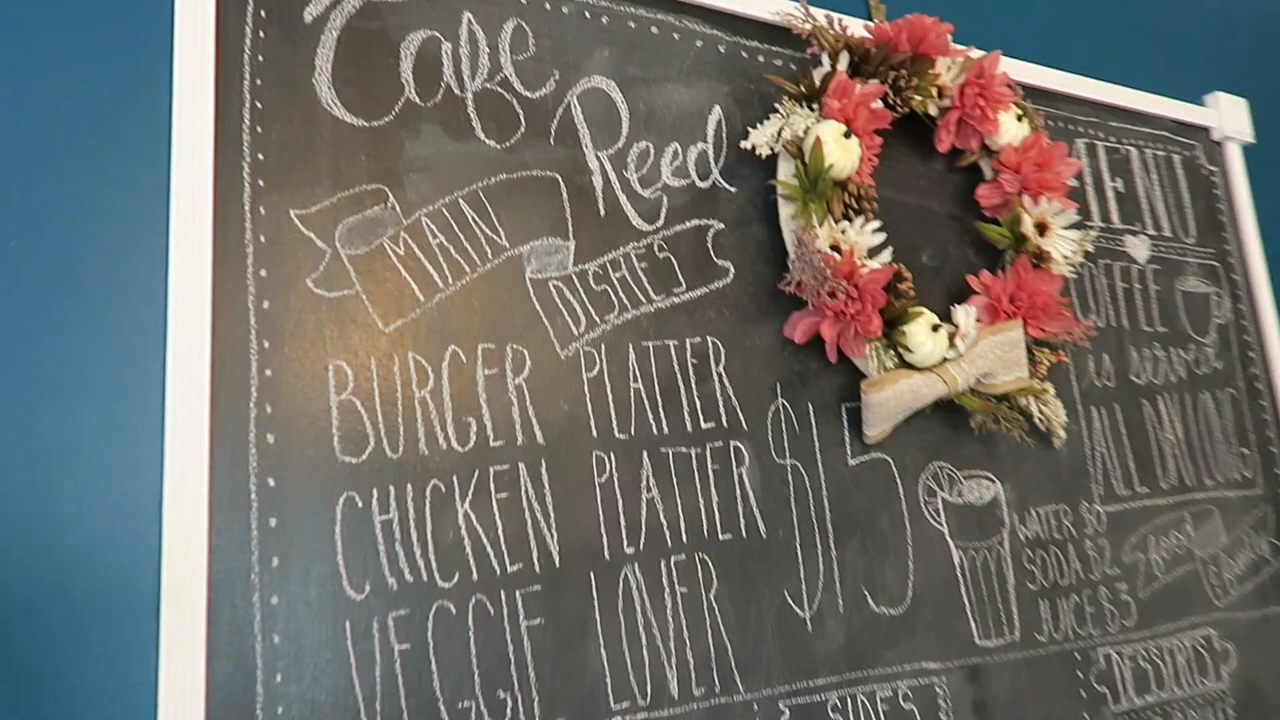 Cafe
Reed
MAIN
DISHES
BURGER PLATTER
CHICKEN PLATTER
VEGGIE LOVER
$15
MENU
COFFEE
is served
ALL DAY LONG
WATER $0
SODA $2
JUICE $3
SIDES
DESSERTS